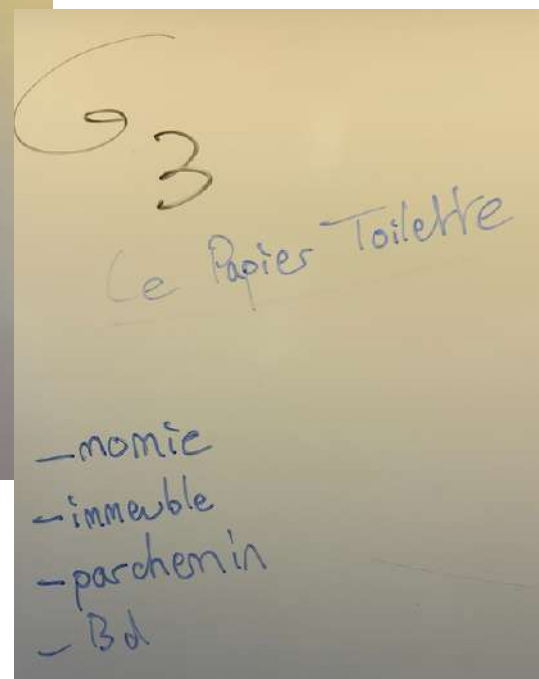 G3
Le Papier Toilette
- momie
- immeuble
- parchemin
- Bd